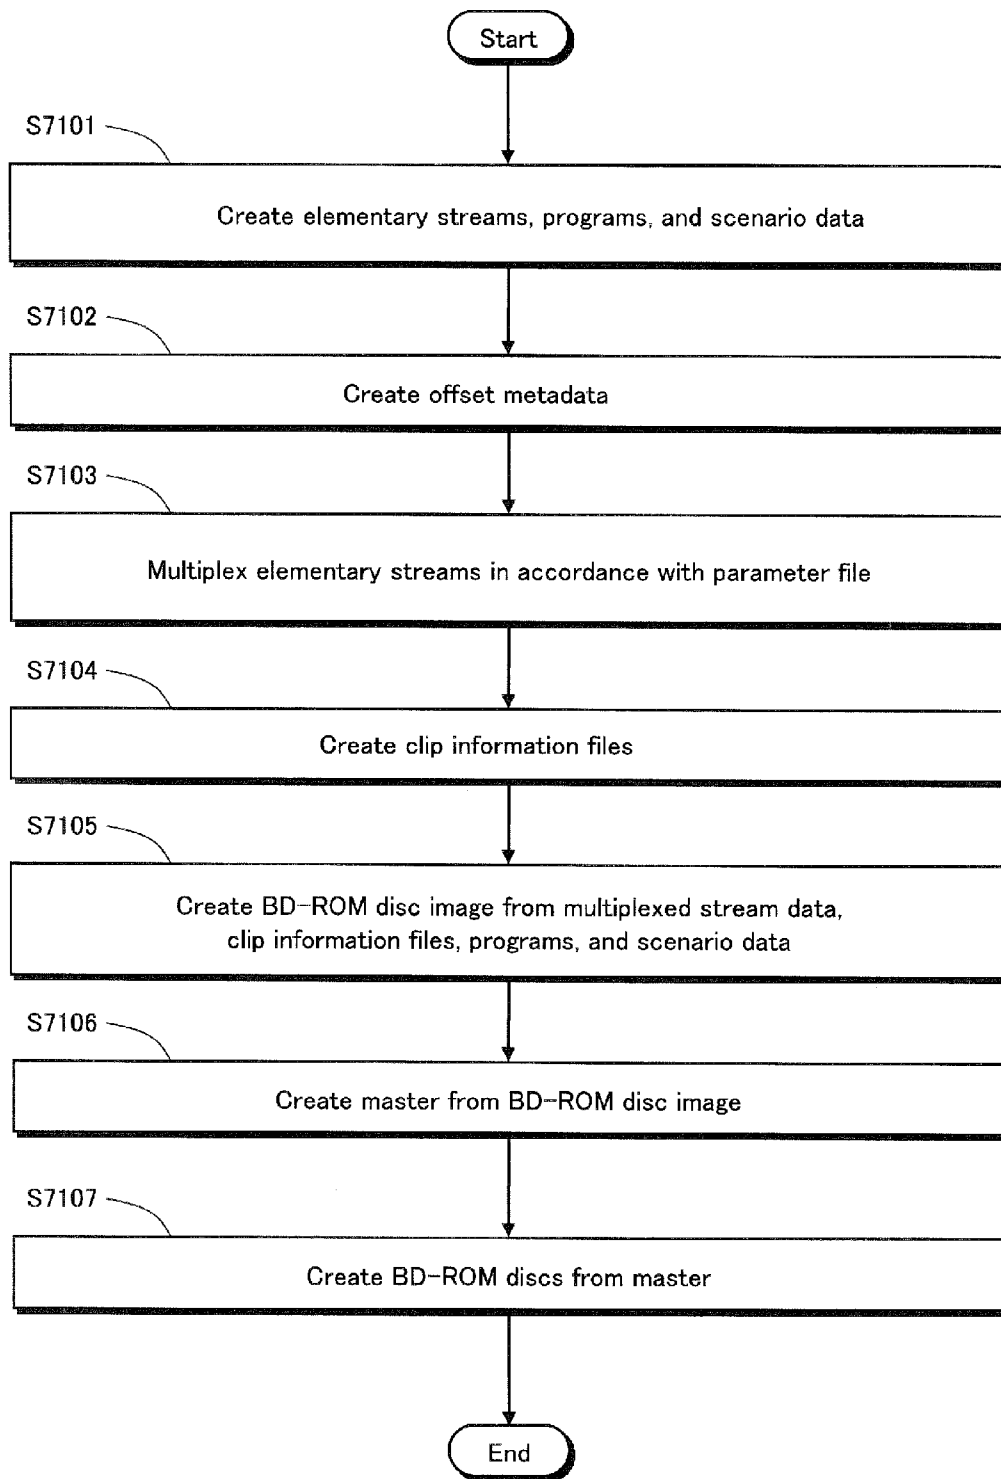 Start
S7101
Create elementary streams, programs, and scenario data
S7102
Create offset metadata
S7103
Multiplex elementary streams in accordance with parameter file
S7104
Create clip information files
S7105
Create BD-ROM disc image from multiplexed stream data,
clip information files, programs, and scenario data
S7106
Create master from BD-ROM disc image
S7107
Create BD-ROM discs from master
End